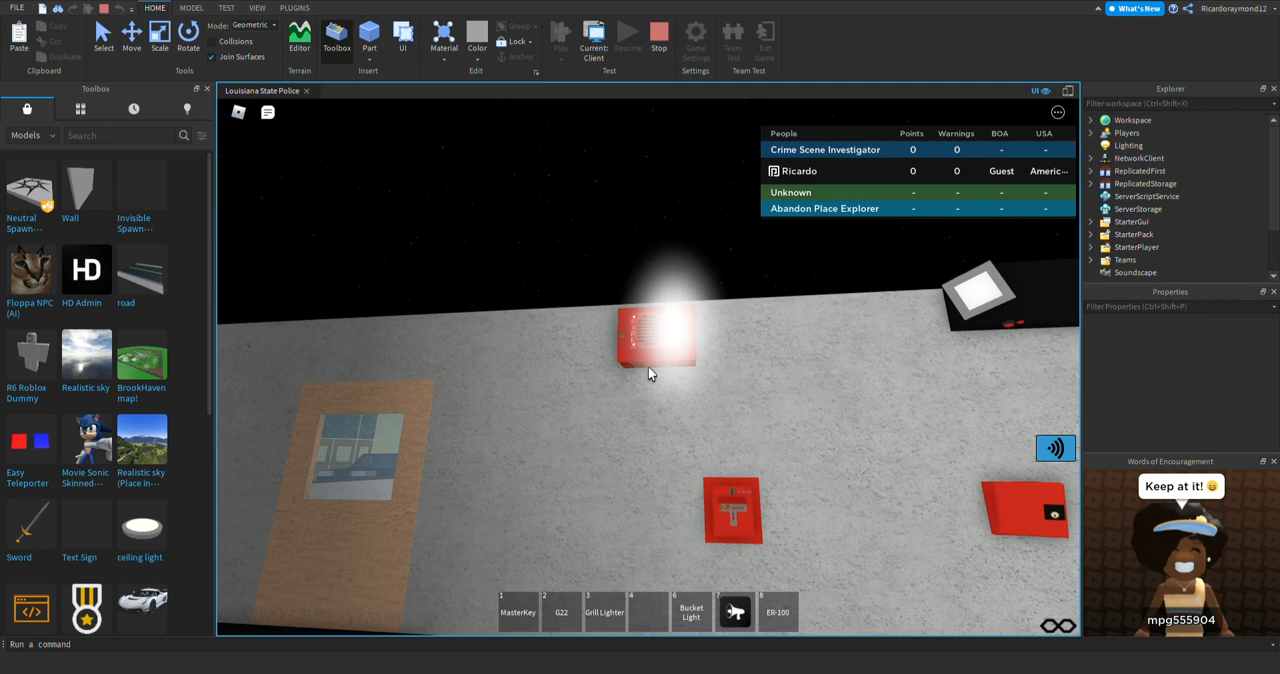 FILE HOME MODEL TEST VIEW PLUGINS What's New Ricardoraymond12
Paste Copy Cut Duplicate Select Move Scale Rotate Mode: Geometric Collisions Join Surfaces Editor Toolbox Part UI Material Color Group Lock Anchor Play Current: Client Resume Stop Game Settings Team Test Exit Game
Clipboard Tools Terrain Insert Edit Test Settings Team Test
Toolbox
Models Search
Neutral Spawn...
Wall
Invisible Spawn...
Floppa NPC (AI)
HD
HD Admin
road
R6 Roblox Dummy
Realistic sky
BrookHaven map!
Easy Teleporter
Movie Sonic Skinned...
Realistic sky (Place in...
Sword
Text Sign
ceiling light
Louisiana State Police
UI
People Points Warnings BOA USA
Crime Scene Investigator 0 0 - -
Ricardo 0 0 Guest Americ...
Unknown - - - -
Abandon Place Explorer - - - -
1 MasterKey
2 G22
3 Grill Lighter
4
6 Bucket Light
7
8 ER-100
Explorer
Filter workspace (Ctrl+Shift+X)
Workspace
Players
Lighting
NetworkClient
ReplicatedFirst
ReplicatedStorage
ServerScriptService
ServerStorage
StarterGui
StarterPack
StarterPlayer
Teams
Soundscape
Properties
Filter Properties (Ctrl+Shift+P)
Words of Encouragement
Keep at it! 😀
mpg555904
Run a command